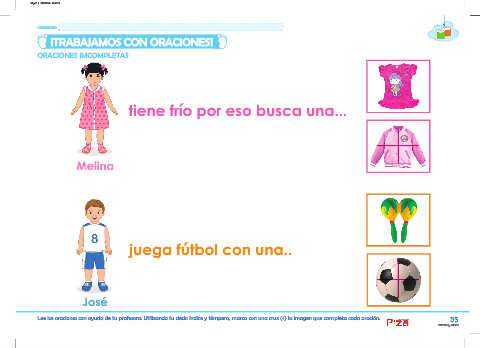 ¡TRABAJAMOS CON ORACIONES!
ORACIONES INCOMPLETAS
tiene frío por eso busca una...
Melina
8
juega fútbol con una..
José
Lee las oraciones con ayuda de tu profesora. Utilizando tu dedo índice y témpera, marca con una cruz (+) la imagen que completa cada oración.
55